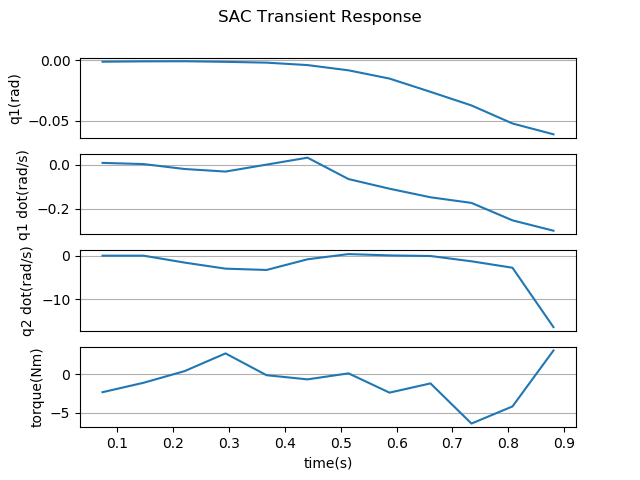 SAC Transient Response
q1(rad)
0.00
−0.05
q1 dot(rad/s)
0.0
−0.2
q2 dot(rad/s)
0
−10
torque(Nm)
0
−5
0.1 0.2 0.3 0.4 0.5 0.6 0.7 0.8 0.9
time(s)